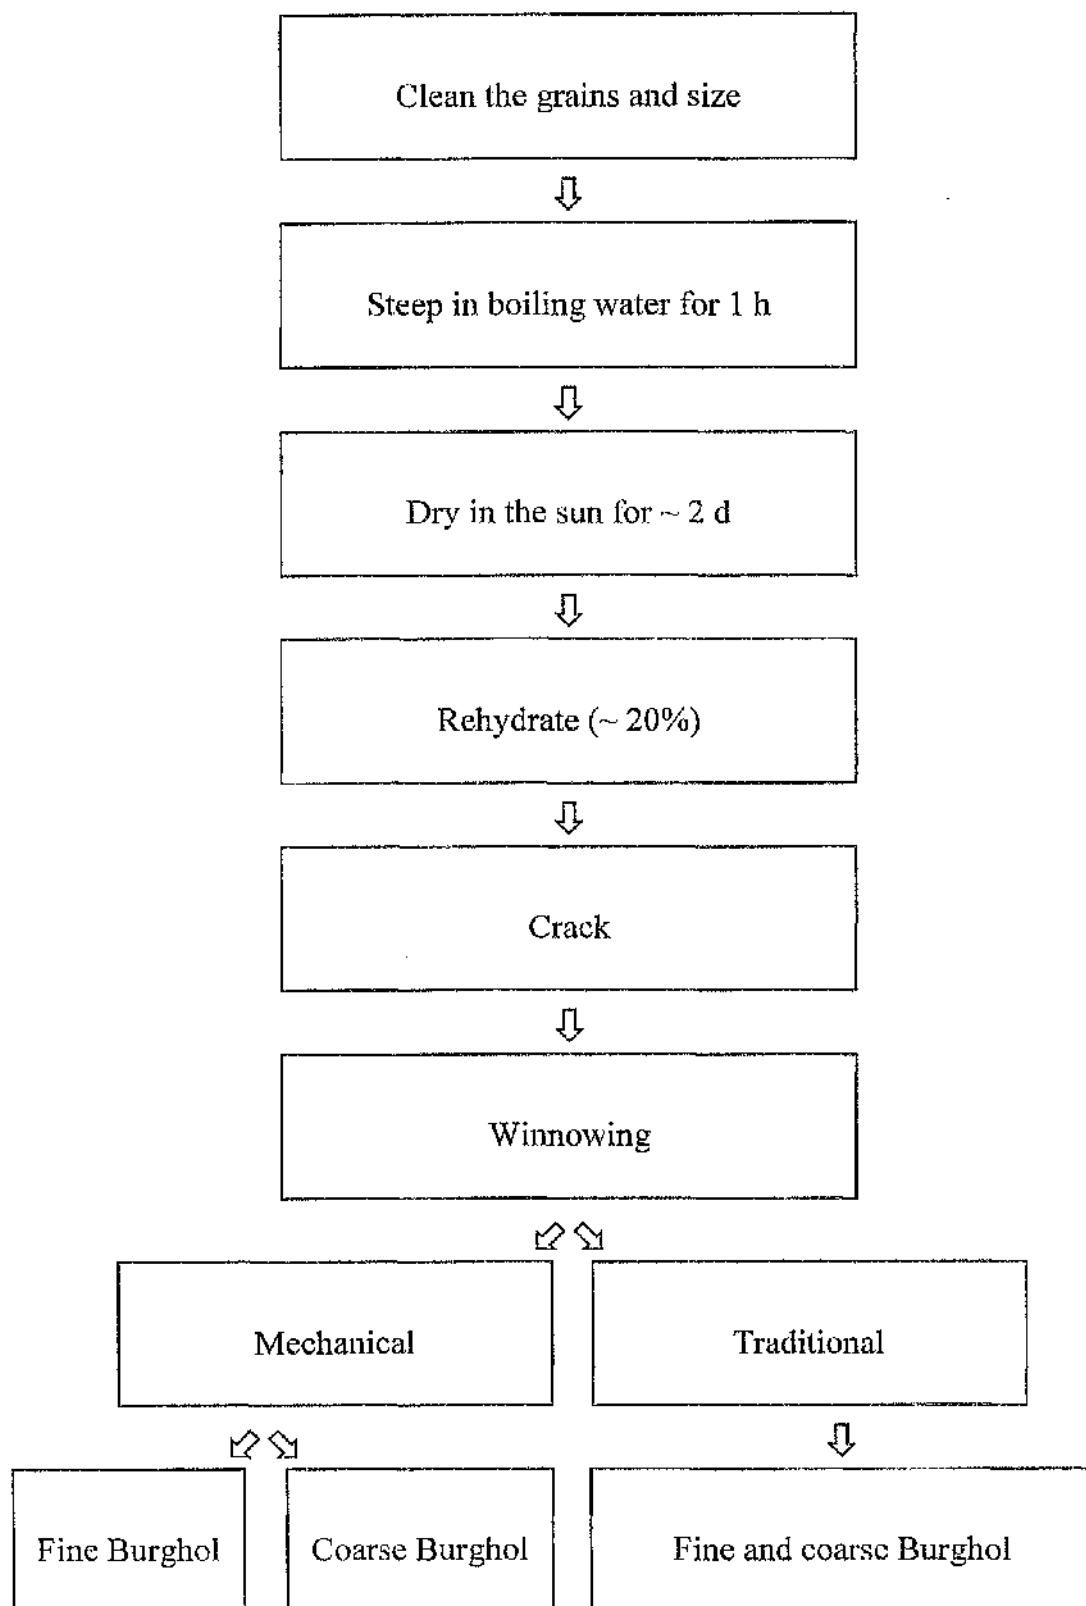 Clean the grains and size
Steep in boiling water for 1 h
Dry in the sun for ~ 2 d
Rehydrate (~ 20%)
Crack
Winnowing
Mechanical
Traditional
Fine Burghol
Coarse Burghol
Fine and coarse Burghol